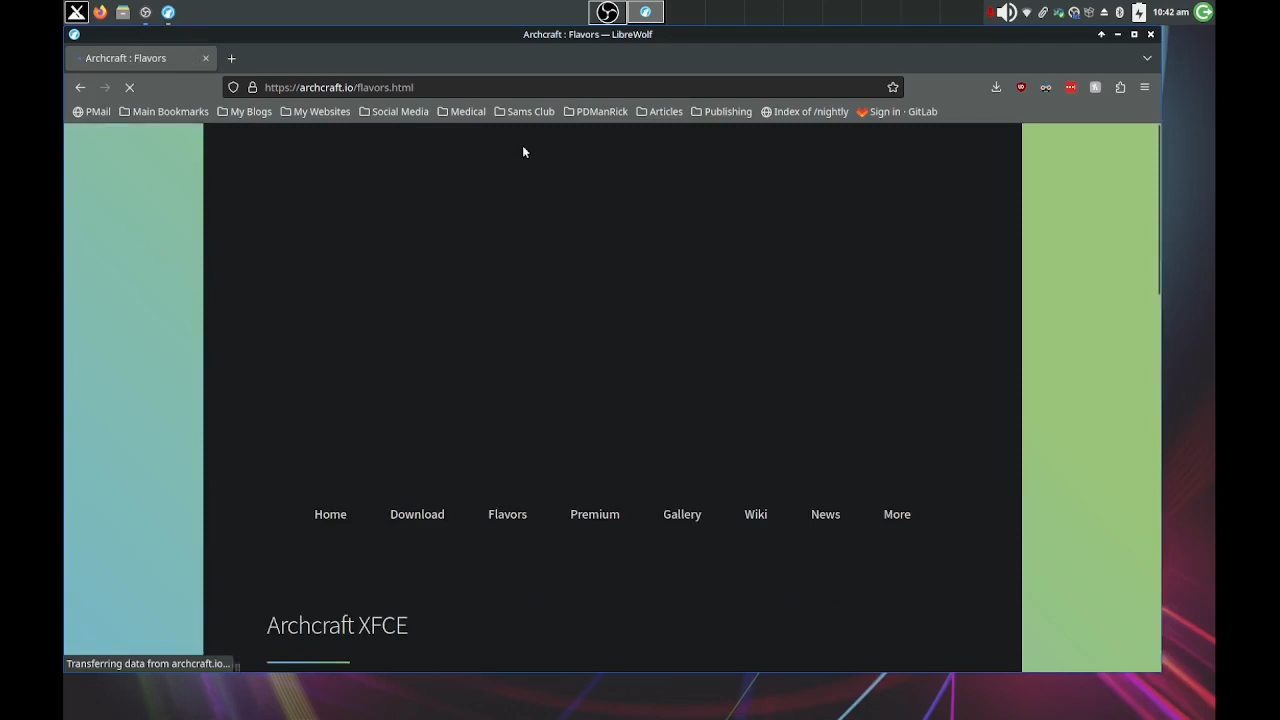 10:42 am
Archcraft : Flavors — LibreWolf
Archcraft : Flavors
https://archcraft.io/flavors.html
PMail Main Bookmarks My Blogs My Websites Social Media Medical Sams Club PDManRick Articles Publishing Index of /nightly Sign in · GitLab
Home Download Flavors Premium Gallery Wiki News More
Archcraft XFCE
Transferring data from archcraft.io...